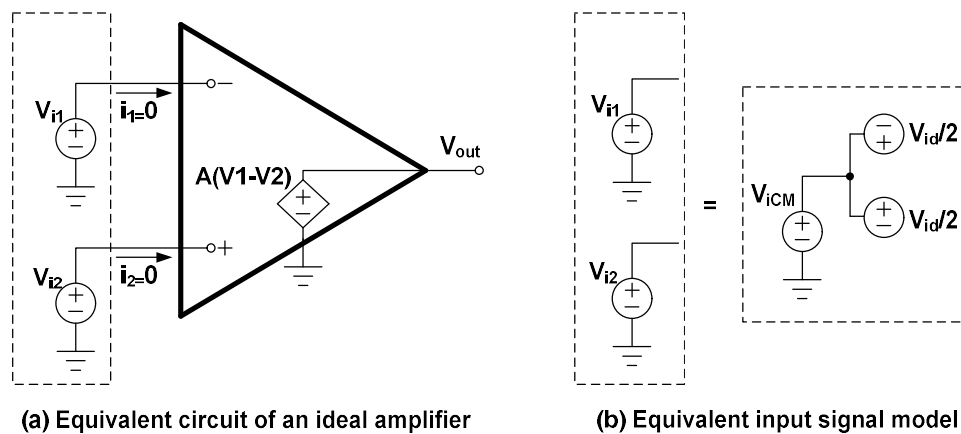 Vi1
i1=0
−
Vout
A(V1-V2)
Vi2
i2=0
+
(a) Equivalent circuit of an ideal amplifier
Vi1
Vid/2
ViCM
=
Vid/2
Vi2
(b) Equivalent input signal model